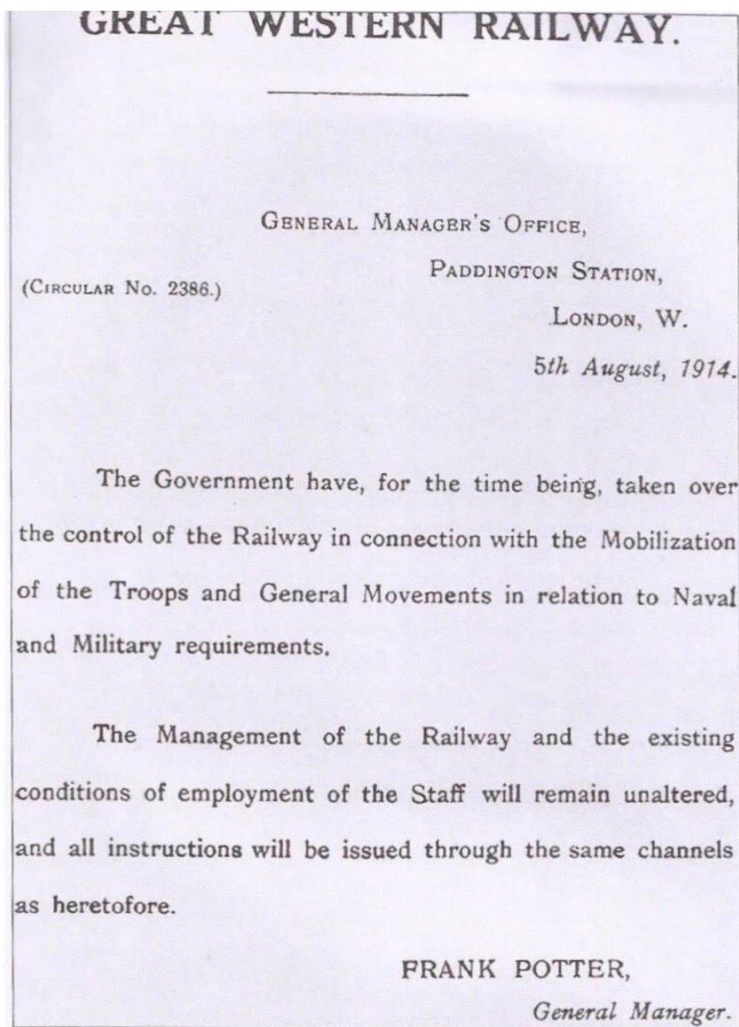 GREAT WESTERN RAILWAY.
GENERAL MANAGER'S OFFICE,
PADDINGTON STATION,
(CIRCULAR No. 2386.)
LONDON, W.
5th August, 1914.
The Government have, for the time being, taken over
the control of the Railway in connection with the Mobilization
of the Troops and General Movements in relation to Naval
and Military requirements.
The Management of the Railway and the existing
conditions of employment of the Staff will remain unaltered,
and all instructions will be issued through the same channels
as heretofore.
FRANK POTTER,
General Manager.